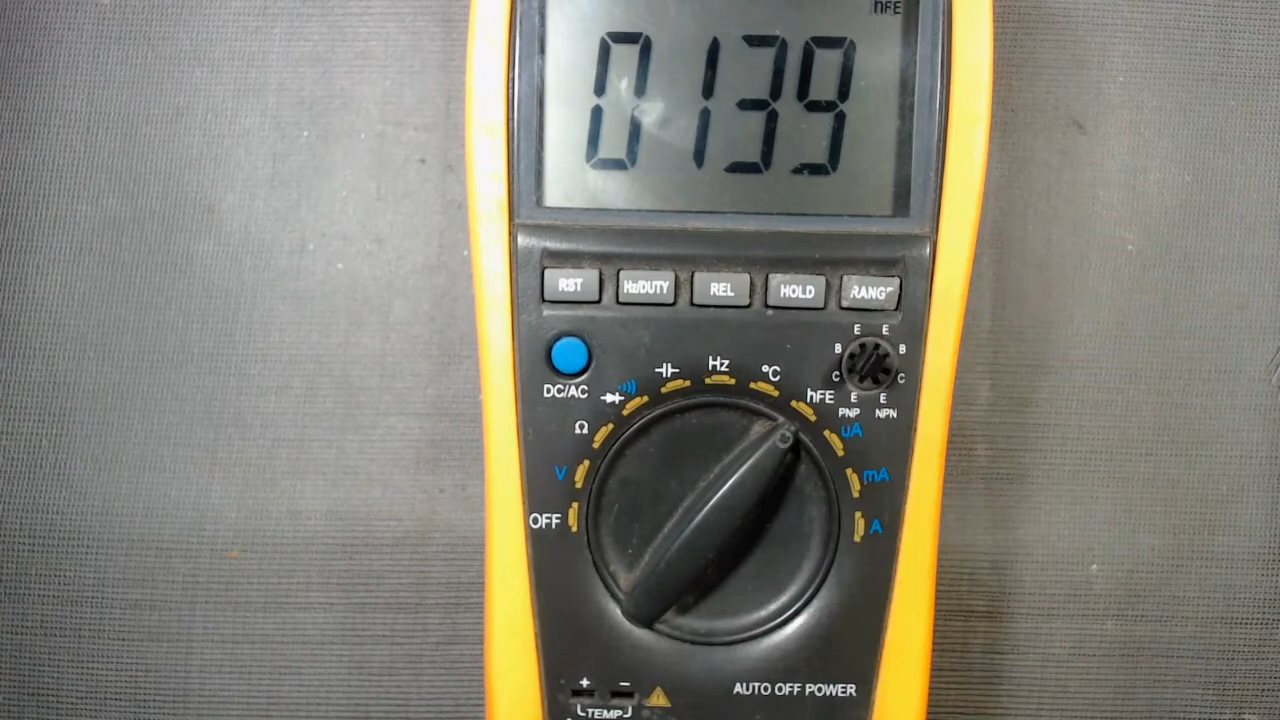 hFE
0139
RST Hz/DUTY REL HOLD RANGE
E E
B B
C C
E E
PNP NPN
DC/AC
Hz
°C
hFE
Ω
uA
V
mA
OFF
A
+ −
TEMP
AUTO OFF POWER